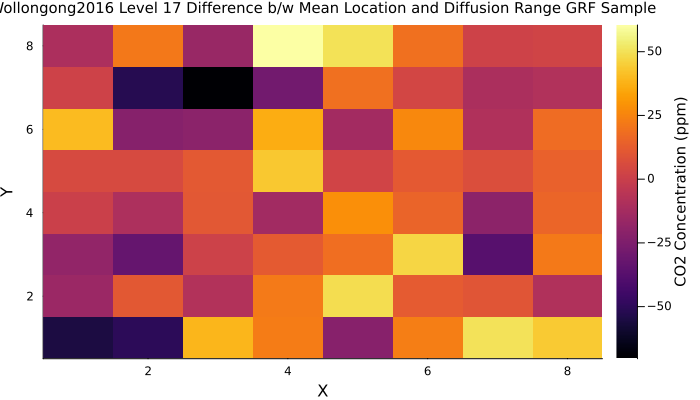 Wollongong2016 Level 17 Difference b/w Mean Location and Diffusion Range GRF Sample
8
6
4
2
Y
2 4 6 8
X
50
25
0
−25
−50
CO2 Concentration (ppm)